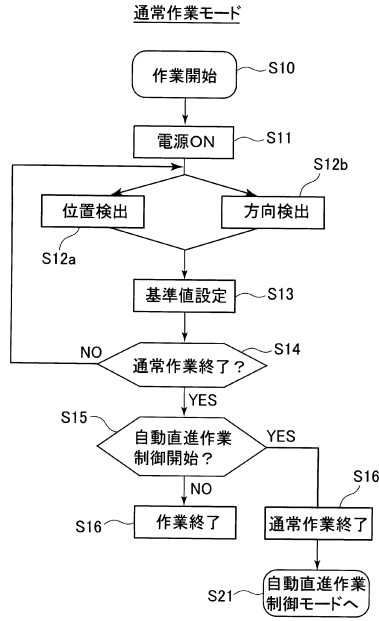 通常作業モード
作業開始
S10
電源ON
S11
S12b
位置検出
方向検出
S12a
基準値設定
S13
S14
NO
通常作業終了？
YES
S15
自動直進作業
制御開始？
YES
NO
S16
S16
作業終了
通常作業終了
S21
自動直進作業
制御モードへ